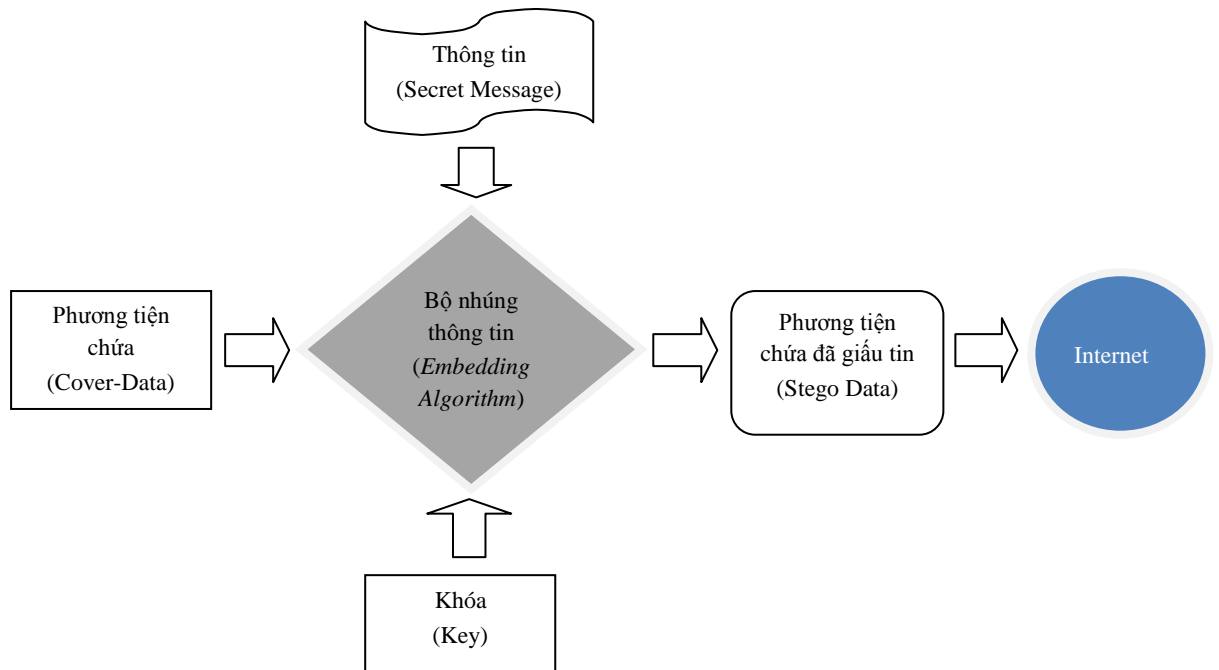 Thông tin
(Secret Message)
Phương tiện
chứa
(Cover-Data)
Bộ nhúng
thông tin
(Embedding
Algorithm)
Phương tiện
chứa đã giấu tin
(Stego Data)
Internet
Khóa
(Key)